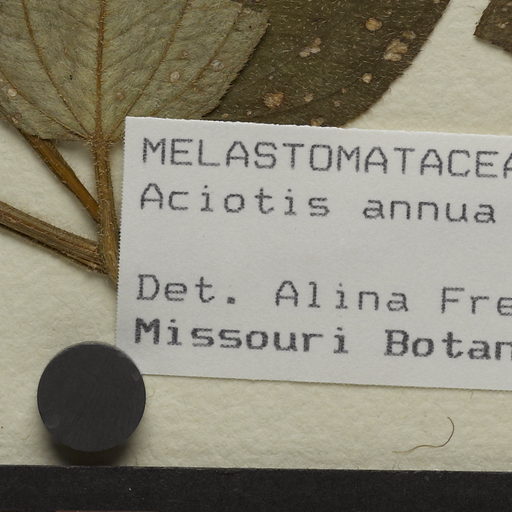 MELASTOMATACEA
Aciotis annua
Det. Alina Fre
Missouri Botan